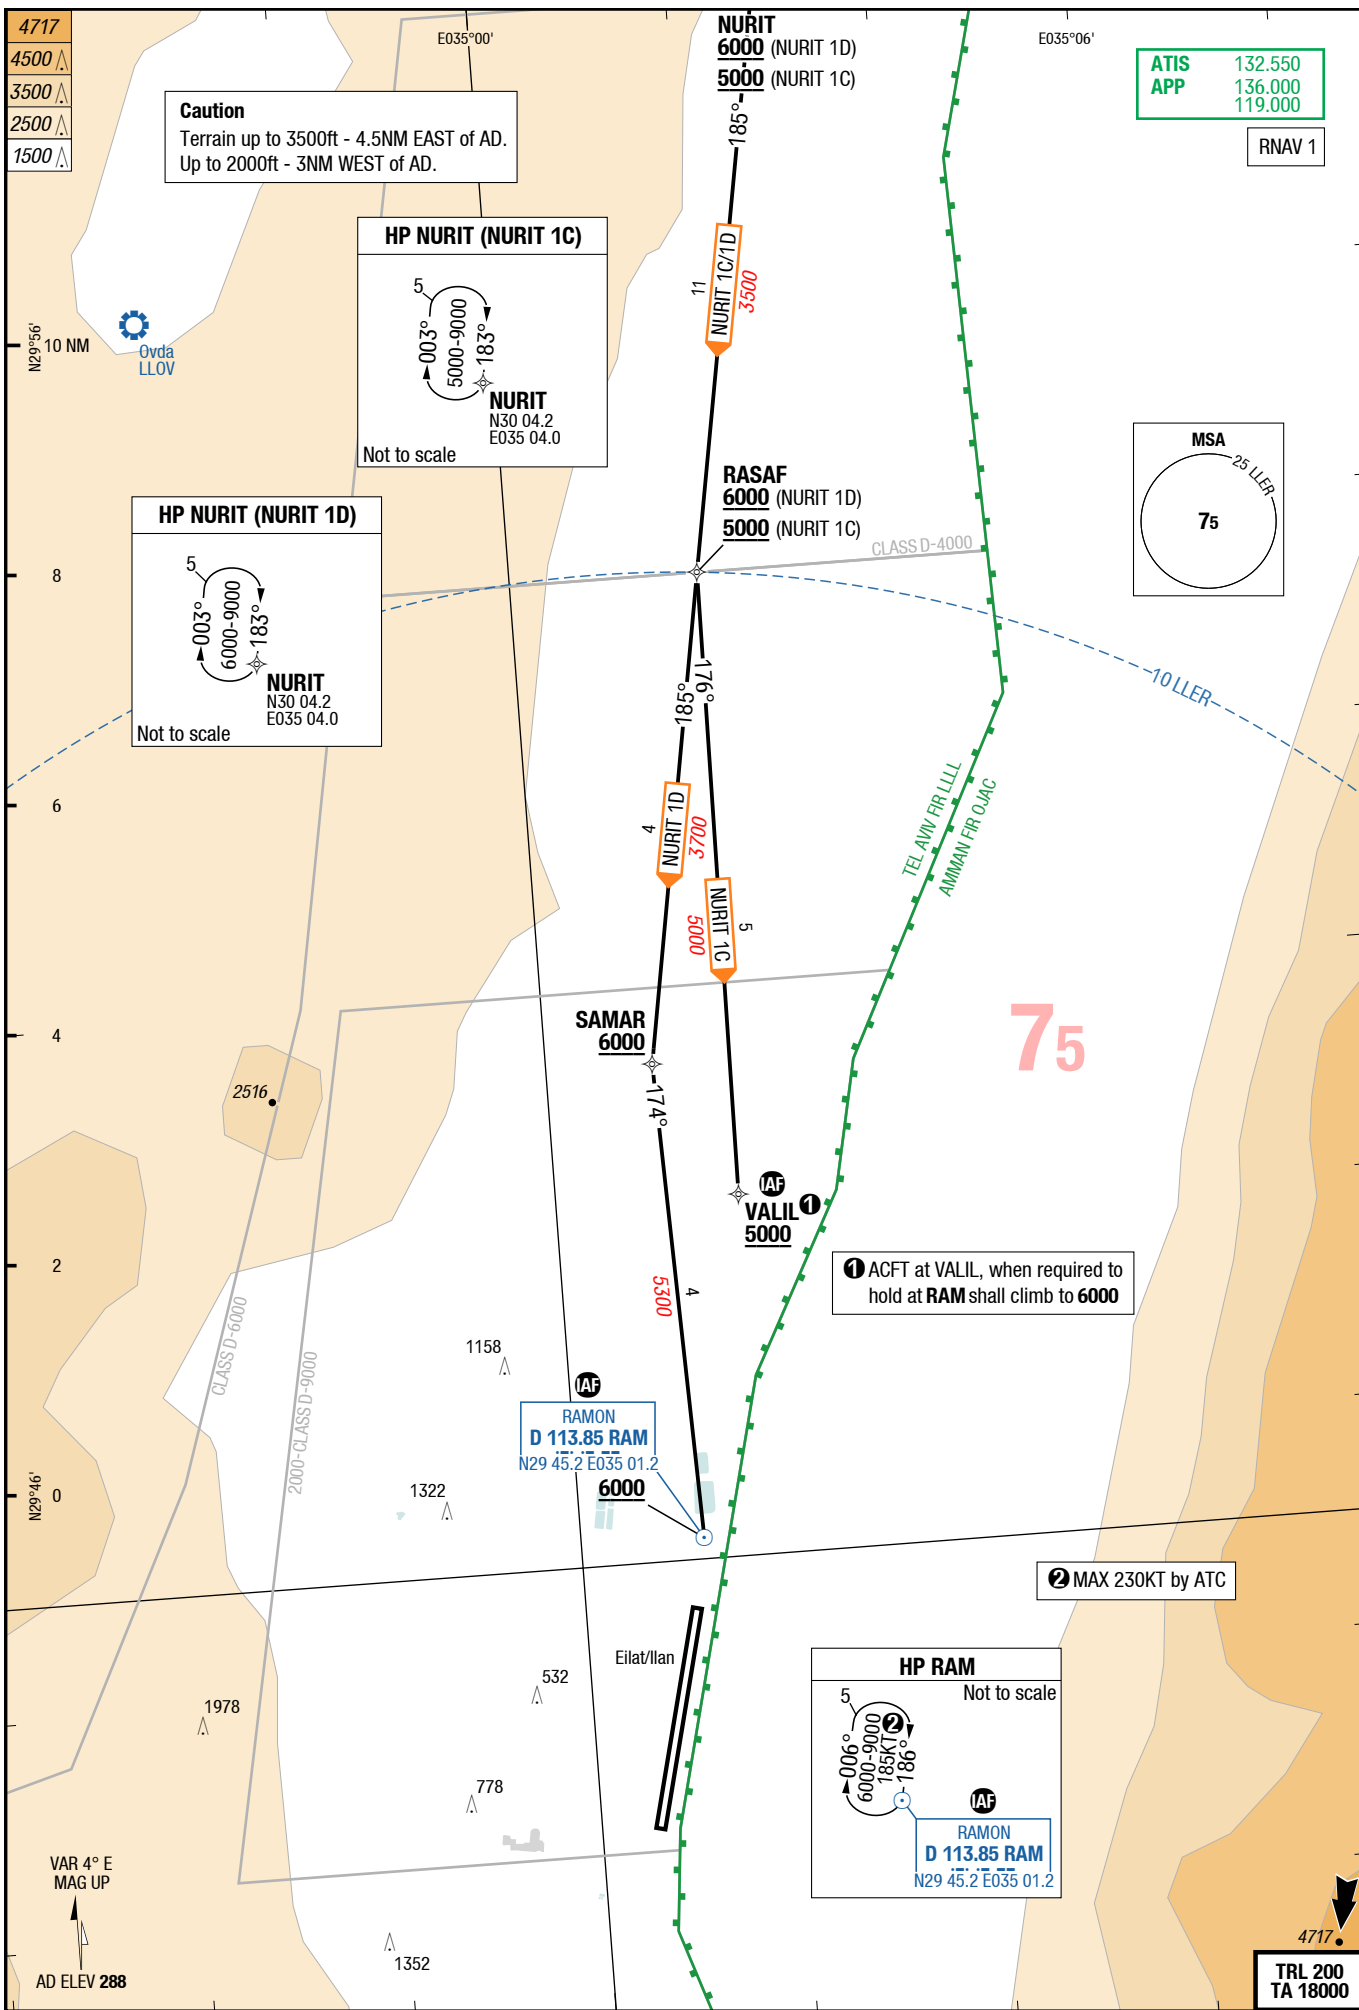 4717
4500
3500
2500
1500
E035°00'
NURIT
6000 (NURIT 1D)
5000 (NURIT 1C)
E035°06'
ATIS 132.550
APP 136.000
119.000
RNAV 1
Caution
Terrain up to 3500ft - 4.5NM EAST of AD.
Up to 2000ft - 3NM WEST of AD.
185°
HP NURIT (NURIT 1C)
5
003°
5000-9000
183°
NURIT
N30 04.2
E035 04.0
Not to scale
11
NURIT 1C/1D
3500
N29°56'
10 NM
Ovda
LLOV
MSA
25 LLER
75
RASAF
6000 (NURIT 1D)
5000 (NURIT 1C)
CLASS D-4000
HP NURIT (NURIT 1D)
5
003°
6000-9000
183°
NURIT
N30 04.2
E035 04.0
Not to scale
8
10 LLER
185°
176°
6
4
NURIT 1D
3700
TEL AVIV FIR LLLL
AMMAN FIR OJAC
5000
NURIT 1C
5
4
SAMAR
6000
75
2516
174°
IAF
VALIL 1
5000
1 ACFT at VALIL, when required to
hold at RAM shall climb to 6000
2
5300
4
CLASS D-6000
2000-CLASS D-9000
1158
IAF
RAMON
D 113.85 RAM
N29 45.2 E035 01.2
6000
N29°46'
0
1322
2 MAX 230KT by ATC
Eilat/Ilan
532
1978
778
HP RAM
Not to scale
5
006°
6000-9000
185KT 2
186°
IAF
RAMON
D 113.85 RAM
N29 45.2 E035 01.2
VAR 4° E
MAG UP
AD ELEV 288
1352
4717
TRL 200
TA 18000